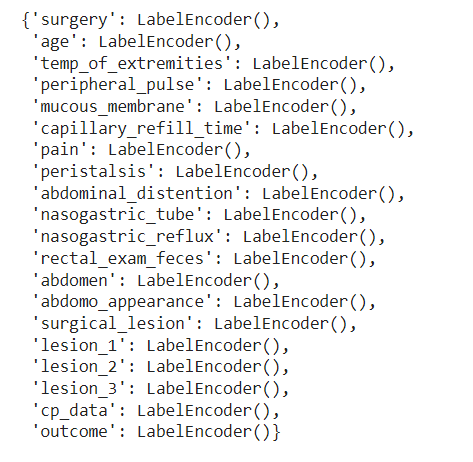 {'surgery': LabelEncoder(),
 'age': LabelEncoder(),
 'temp_of_extremities': LabelEncoder(),
 'peripheral_pulse': LabelEncoder(),
 'mucous_membrane': LabelEncoder(),
 'capillary_refill_time': LabelEncoder(),
 'pain': LabelEncoder(),
 'peristalsis': LabelEncoder(),
 'abdominal_distention': LabelEncoder(),
 'nasogastric_tube': LabelEncoder(),
 'nasogastric_reflux': LabelEncoder(),
 'rectal_exam_feces': LabelEncoder(),
 'abdomen': LabelEncoder(),
 'abdomo_appearance': LabelEncoder(),
 'surgical_lesion': LabelEncoder(),
 'lesion_1': LabelEncoder(),
 'lesion_2': LabelEncoder(),
 'lesion_3': LabelEncoder(),
 'cp_data': LabelEncoder(),
 'outcome': LabelEncoder()}